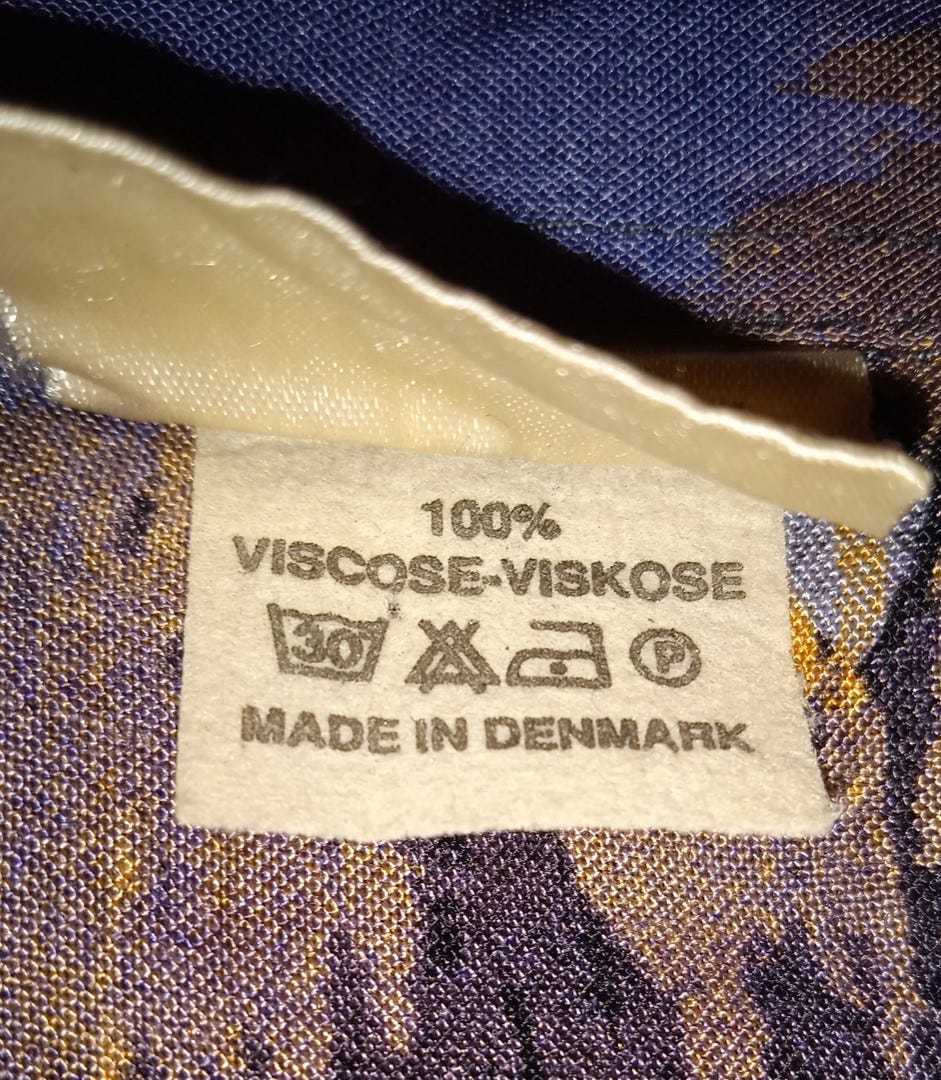 100%
VISCOSE-VISKOSE
30 P
MADE IN DENMARK